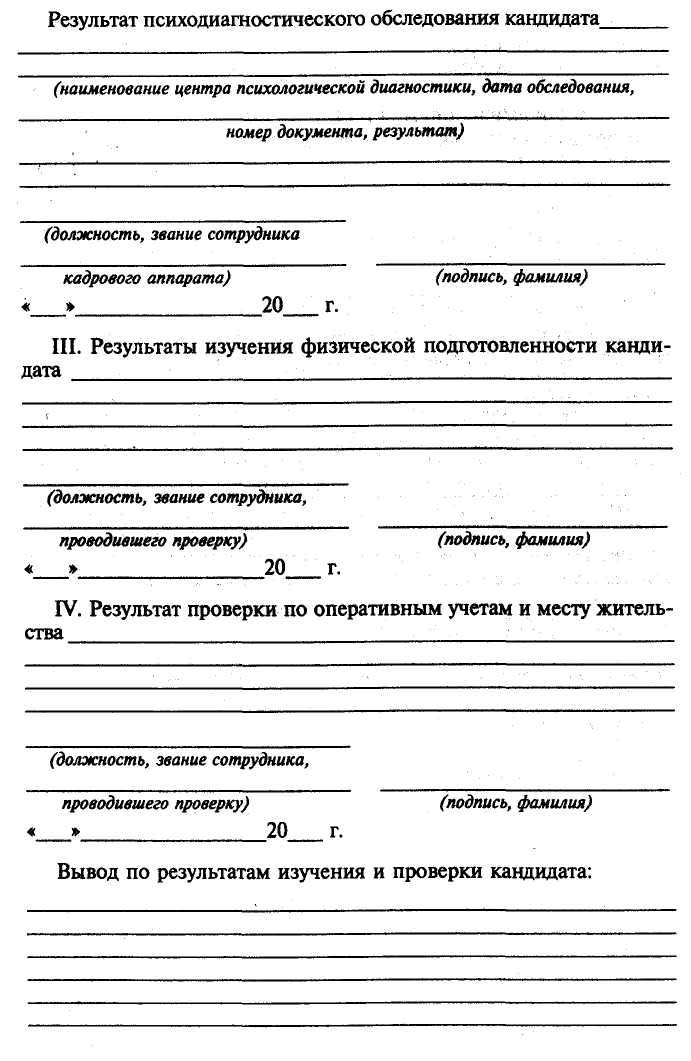 Результат психодиагностического обследования кандидата______
(наименование центра психологической диагностики, дата обследования,
номер документа, результат)
(должность, звание сотрудника
кадрового аппарата) (подпись, фамилия)
«___»________________20___ г.
III. Результаты изучения физической подготовленности канди-
дата
(должность, звание сотрудника,
проводившего проверку) (подпись, фамилия)
«___»________________20___ г.
IV. Результат проверки по оперативным учетам и месту житель-
ства
(должность, звание сотрудника,
проводившего проверку) (подпись, фамилия)
«___»________________20___ г.
Вывод по результатам изучения и проверки кандидата: